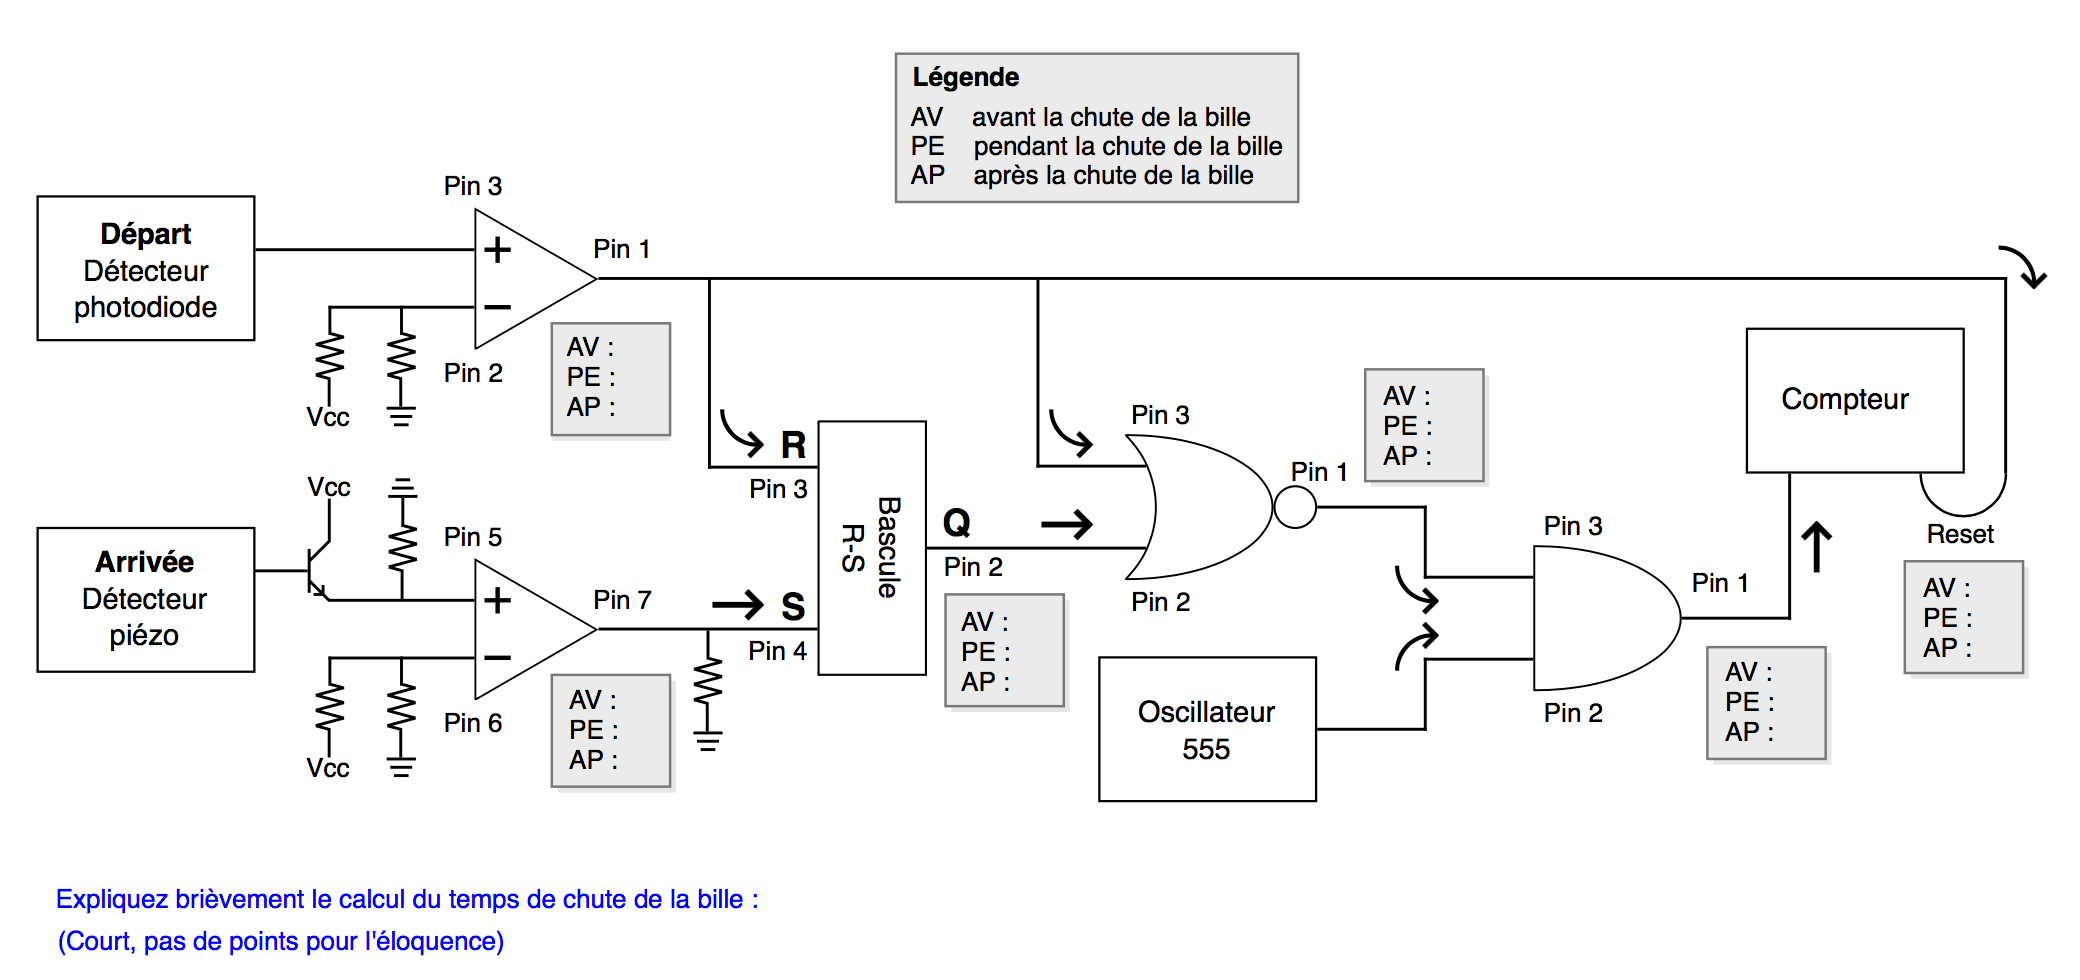 Légende
AV avant la chute de la bille
PE pendant la chute de la bille
AP après la chute de la bille
Départ
Détecteur
photodiode
Pin 3
+
−
Pin 1
Pin 2
Vcc
AV :
PE :
AP :
Arrivée
Détecteur
piézo
Vcc
Pin 5
+
−
Pin 7
Pin 6
Vcc
AV :
PE :
AP :
R
Pin 3
S
Pin 4
Bascule
R-S
Q
Pin 2
AV :
PE :
AP :
Pin 3
Pin 2
Pin 1
AV :
PE :
AP :
Oscillateur
555
Pin 3
Pin 2
Pin 1
AV :
PE :
AP :
Compteur
Reset
AV :
PE :
AP :
Expliquez brièvement le calcul du temps de chute de la bille :
(Court, pas de points pour l'éloquence)